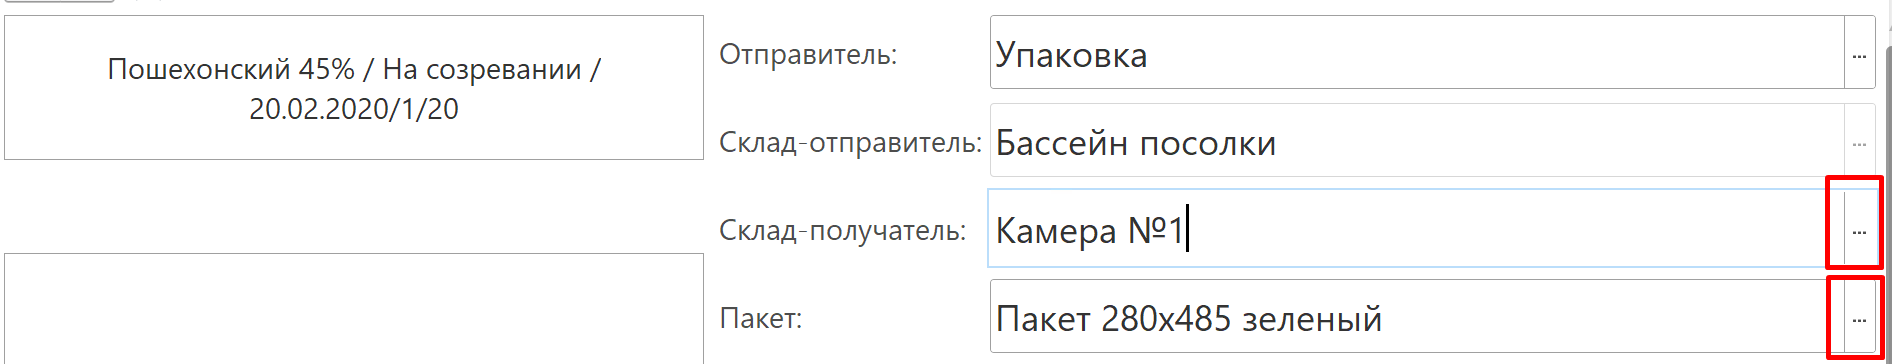 Пошехонский 45% / На созревании /
20.02.2020/1/20
Отправитель:
Упаковка
...
Склад-отправитель:
Бассейн посолки
...
Склад-получатель:
Камера №1
...
Пакет:
Пакет 280х485 зеленый
...